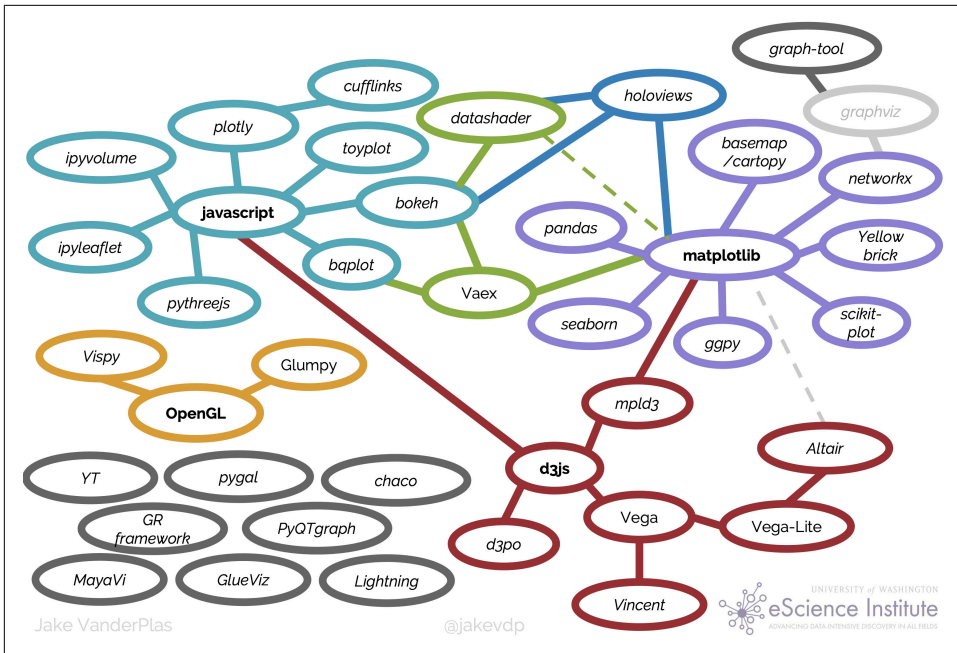 graph-tool
cufflinks
holoviews
graphviz
datashader
plotly
basemap
/cartopy
toyplot
ipyvolume
networkx
javascript
bokeh
pandas
Yellow
brick
ipyleaflet
matplotlib
bqplot
Vaex
pythreejs
seaborn
scikit-
plot
ggpy
Vispy
Glumpy
OpenGL
mpld3
Altair
d3js
YT
pygal
chaco
Vega
Vega-Lite
GR
framework
PyQTgraph
d3po
MayaVi
GlueViz
Lightning
Vincent
UNIVERSITY of WASHINGTON
eScience Institute
ADVANCING DATA-INTENSIVE DISCOVERY IN ALL FIELDS
Jake VanderPlas
@jakevdp